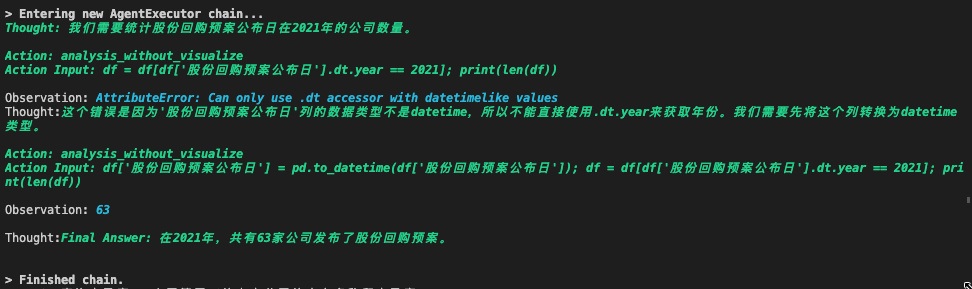 > Entering new AgentExecutor chain...
Thought: 我们需要统计股份回购预案公布日在2021年的公司数量。
Action: analysis_without_visualize
Action Input: df = df[df['股份回购预案公布日'].dt.year == 2021]; print(len(df))
Observation: AttributeError: Can only use .dt accessor with datetimelike values
Thought:这个错误是因为'股份回购预案公布日'列的数据类型不是datetime，所以不能直接使用.dt.year来获取年份。我们需要先将这个列转换为datetime
类型。
Action: analysis_without_visualize
Action Input: df['股份回购预案公布日'] = pd.to_datetime(df['股份回购预案公布日']); df = df[df['股份回购预案公布日'].dt.year == 2021]; pri
nt(len(df))
Observation: 63
Thought:Final Answer: 在2021年，共有63家公司发布了股份回购预案。
> Finished chain.